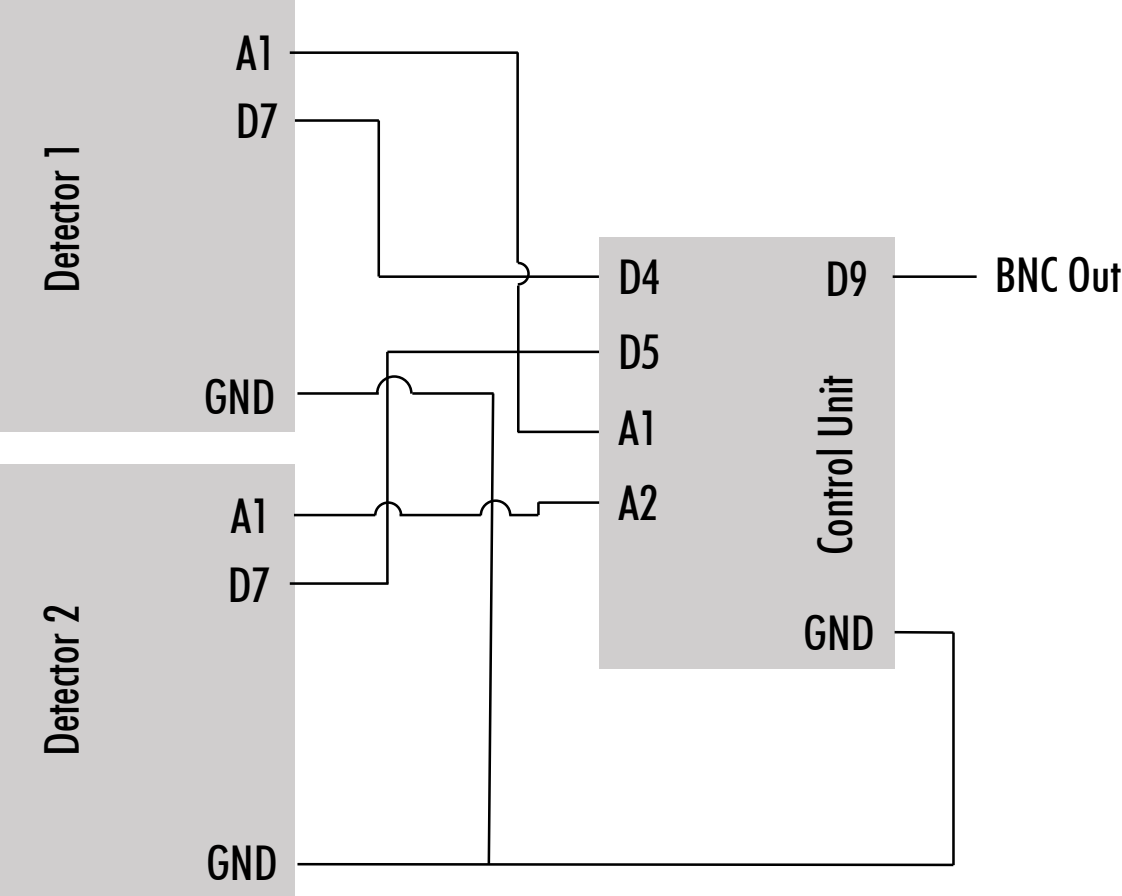 Detector 1
A1
D7
GND
Detector 2
A1
D7
GND
Control Unit
D4
D5
A1
A2
D9
GND
BNC Out